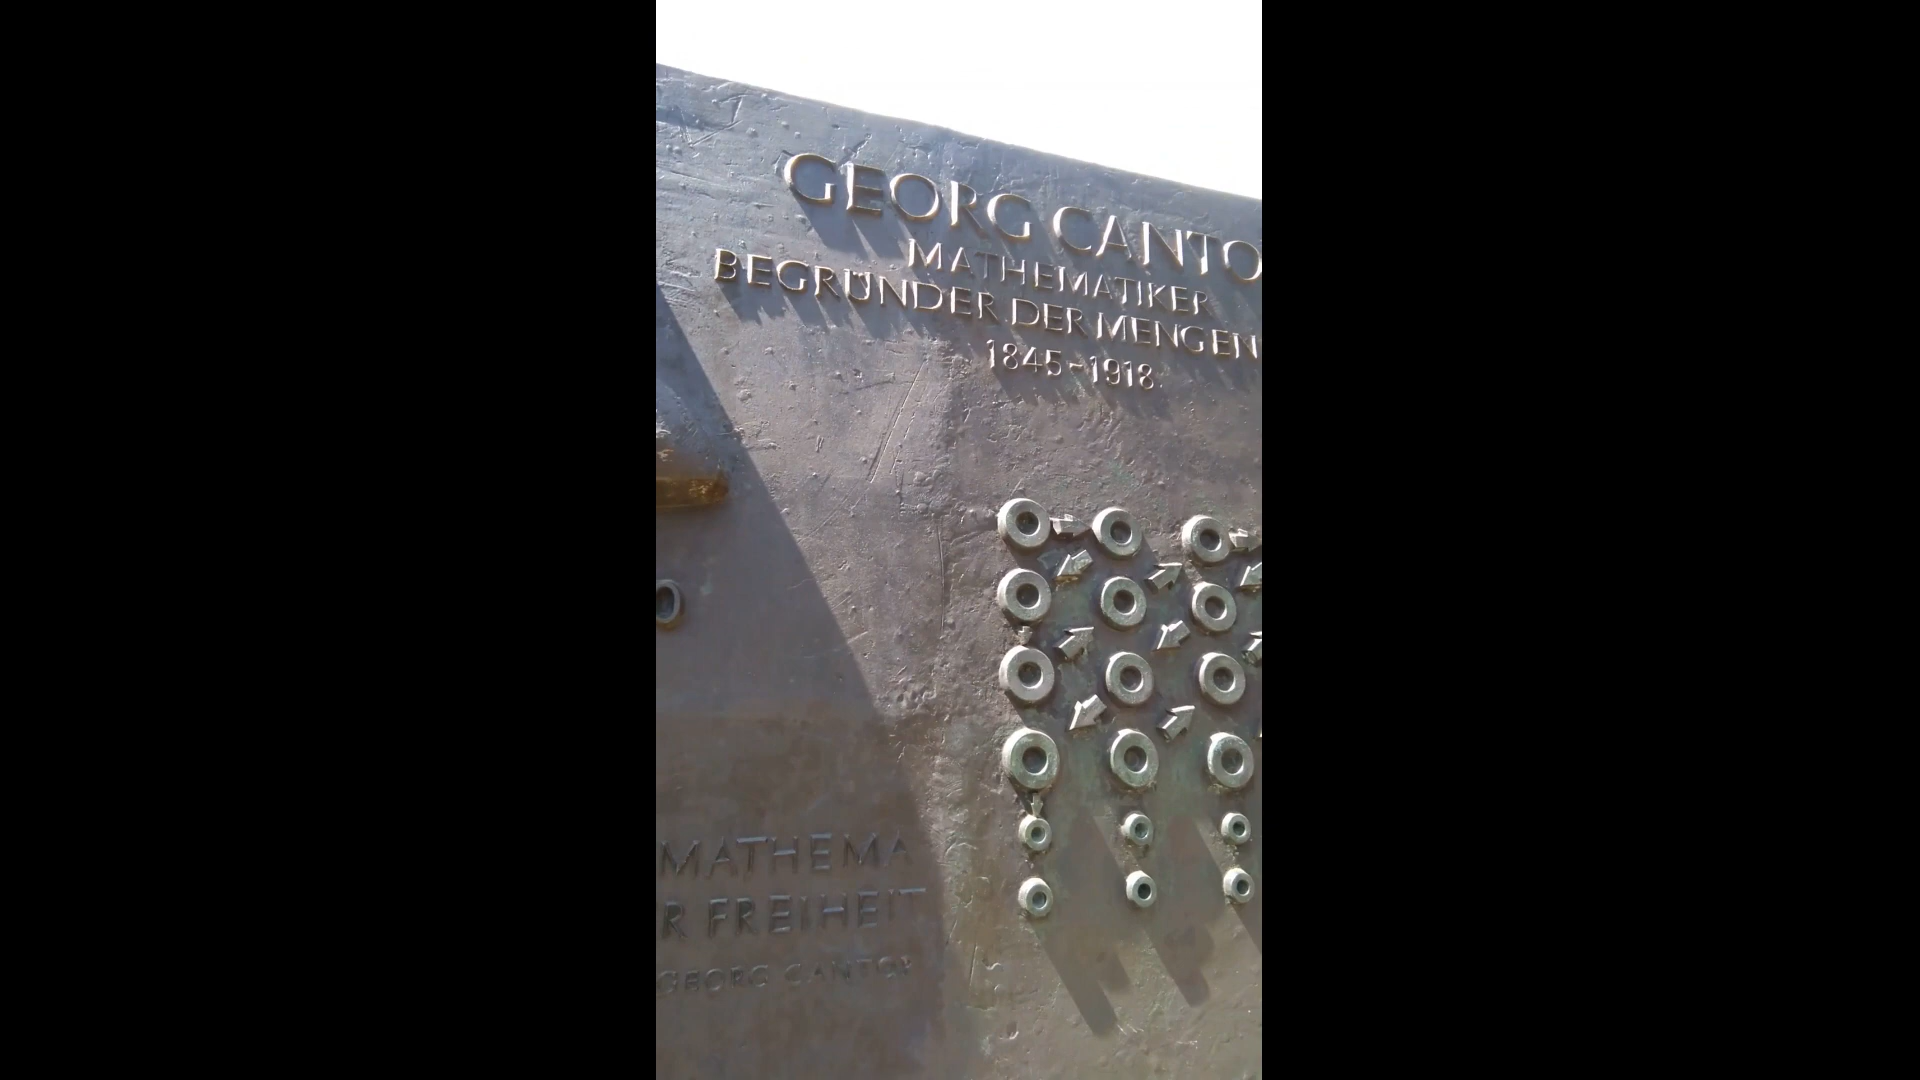 GEORG CANTO
MATHEMATIKER
BEGRÜNDER DER MENGEN
1845-1918
MATHEMA
R FREIHEIT
GEORG CANTOR